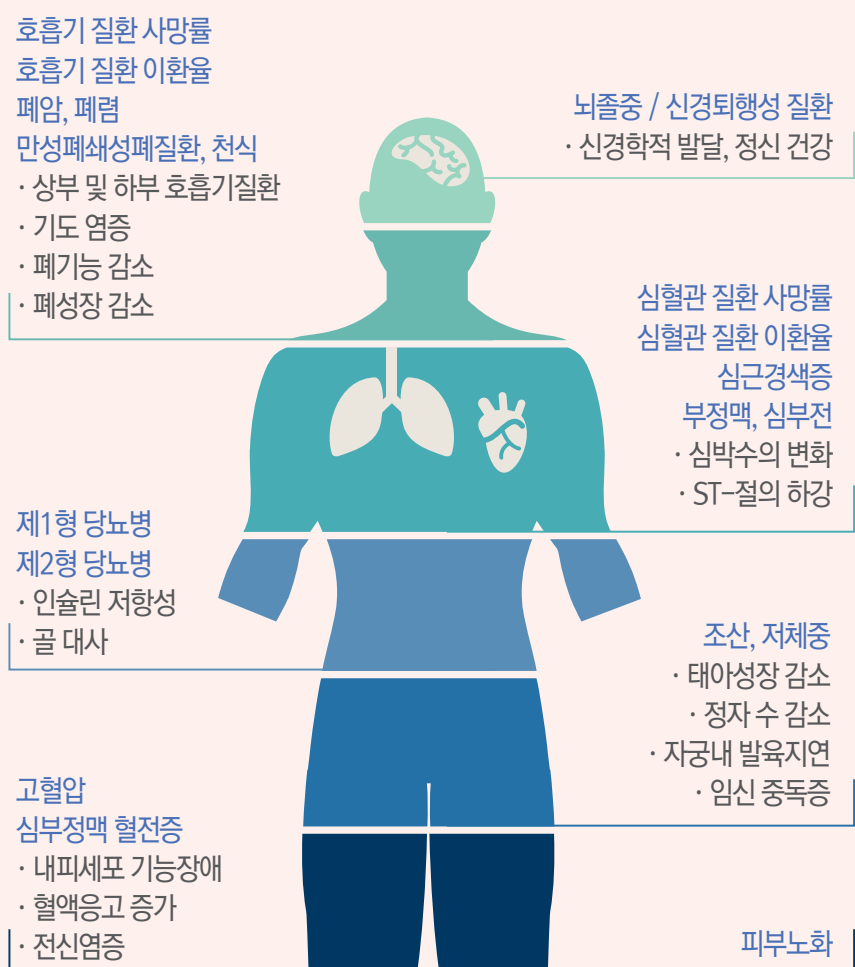 호흡기 질환 사망률
호흡기 질환 이환율
폐암, 폐렴
만성폐쇄성폐질환, 천식
· 상부 및 하부 호흡기질환
· 기도 염증
· 폐기능 감소
· 폐성장 감소
뇌졸중 / 신경퇴행성 질환
· 신경학적 발달, 정신 건강
심혈관 질환 사망률
심혈관 질환 이환율
심근경색증
부정맥, 심부전
· 심박수의 변화
· ST-절의 하강
제1형 당뇨병
제2형 당뇨병
· 인슐린 저항성
· 골 대사
조산, 저체중
· 태아성장 감소
· 정자 수 감소
· 자궁내 발육지연
· 임신 중독증
고혈압
심부정맥 혈전증
· 내피세포 기능장애
· 혈액응고 증가
· 전신염증
피부노화